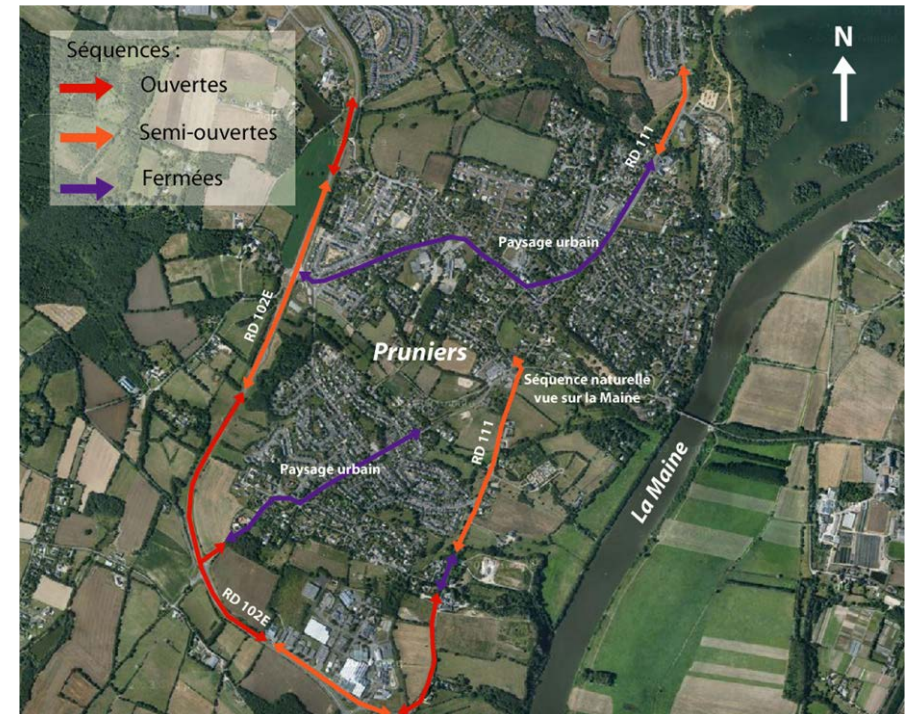 Séquences :
Ouvertes
Semi-ouvertes
Fermées
N
RD 111
Paysage urbain
RD 102E
Pruniers
Séquence naturelle
vue sur la Maine
RD 111
Paysage urbain
La Maine
RD 102E